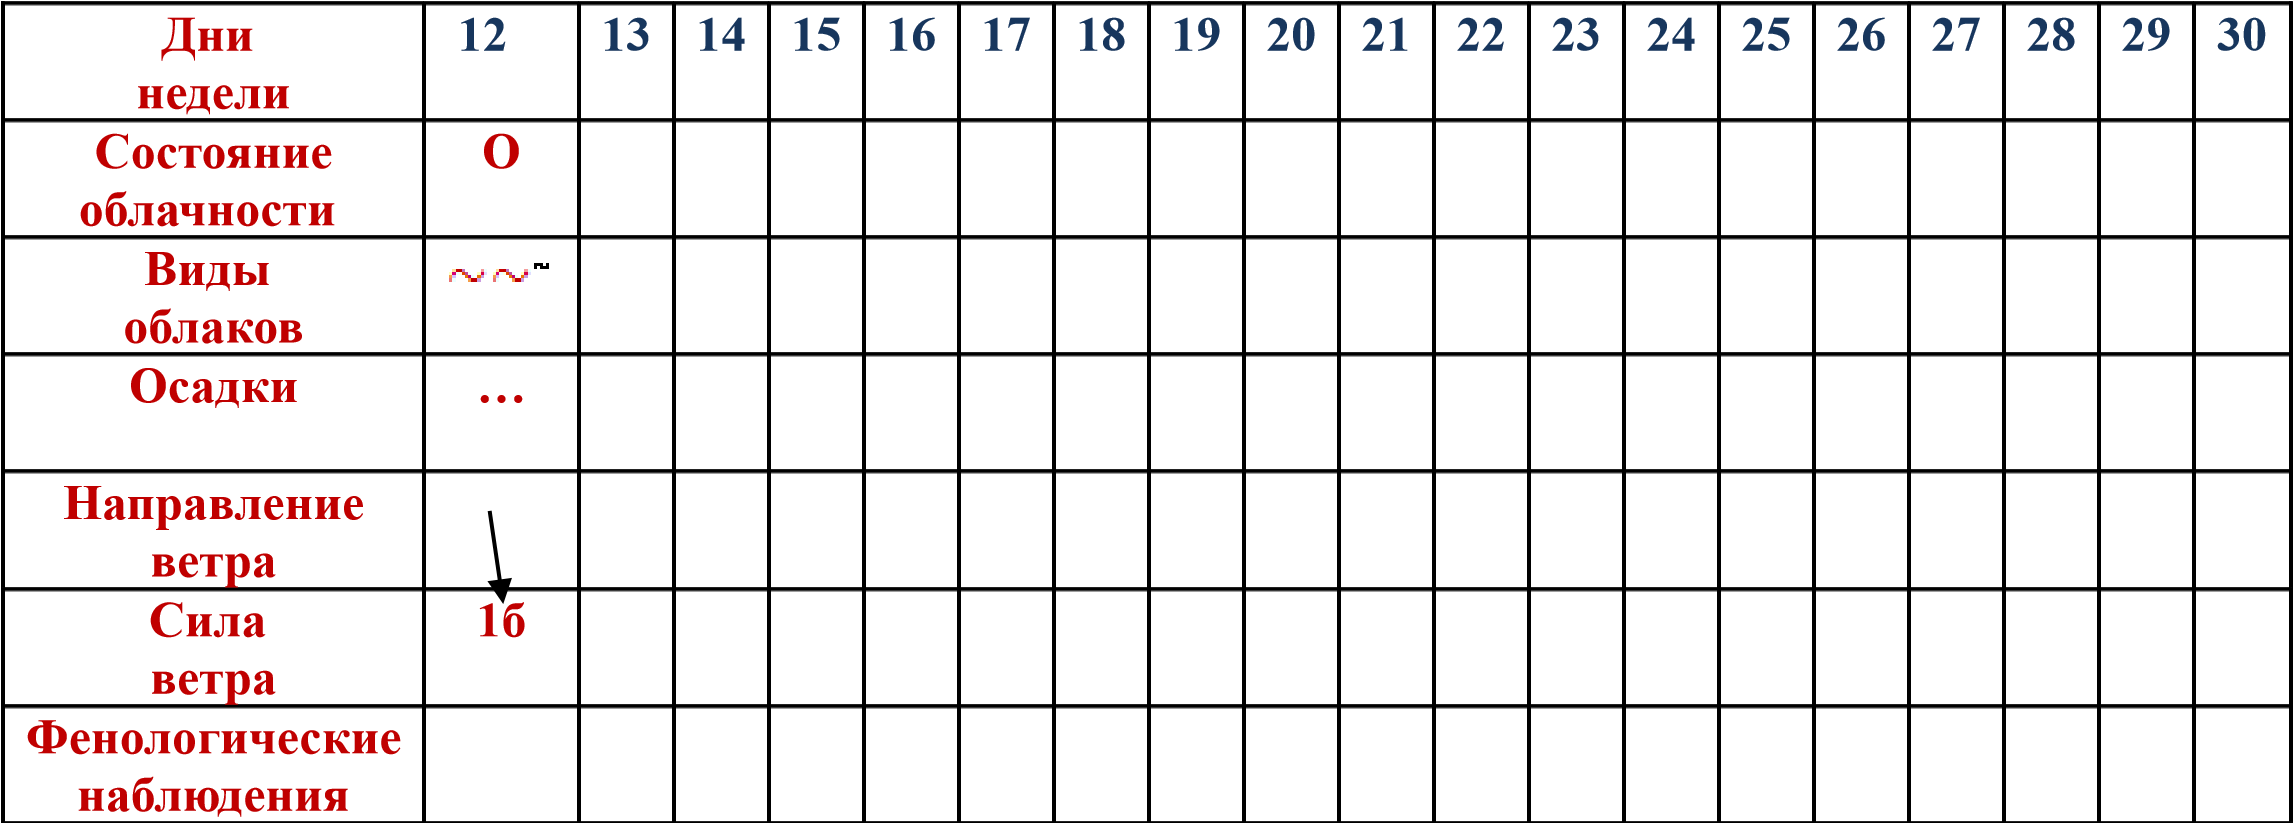 Дни недели 12 13 14 15 16 17 18 19 20 21 22 23 24 25 26 27 28 29 30
Состояние облачности О
Виды облаков ~~~
Осадки …
Направление ветра
Сила ветра 1б
Фенологические наблюдения